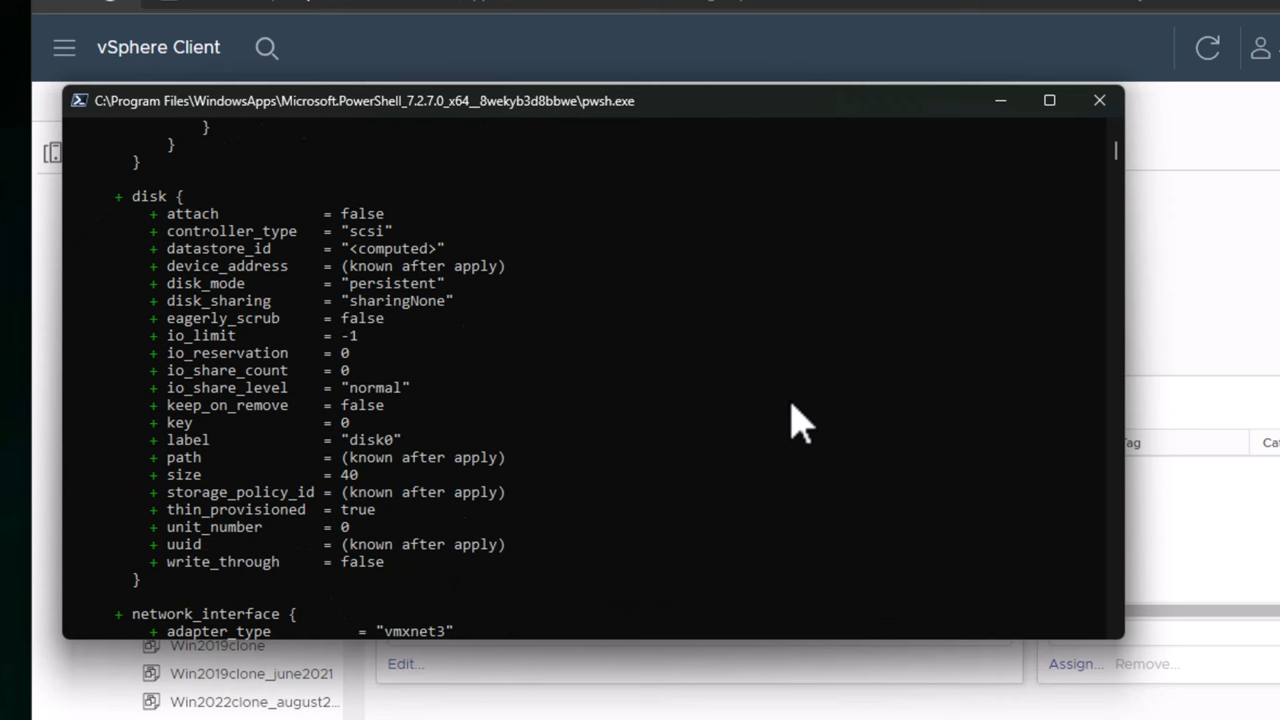 vSphere Client
C:\Program Files\WindowsApps\Microsoft.PowerShell_7.2.7.0_x64__8wekyb3d8bbwe\pwsh.exe
}
}
}
+ disk {
+ attach = false
+ controller_type = "scsi"
+ datastore_id = "<computed>"
+ device_address = (known after apply)
+ disk_mode = "persistent"
+ disk_sharing = "sharingNone"
+ eagerly_scrub = false
+ io_limit = -1
+ io_reservation = 0
+ io_share_count = 0
+ io_share_level = "normal"
+ keep_on_remove = false
+ key = 0
+ label = "disk0"
+ path = (known after apply)
+ size = 40
+ storage_policy_id = (known after apply)
+ thin_provisioned = true
+ unit_number = 0
+ uuid = (known after apply)
+ write_through = false
}
+ network_interface {
+ adapter_type = "vmxnet3"
Win2019clone
Edit...
Assign... Remove...
Win2019clone_june2021
Win2022clone_august2...